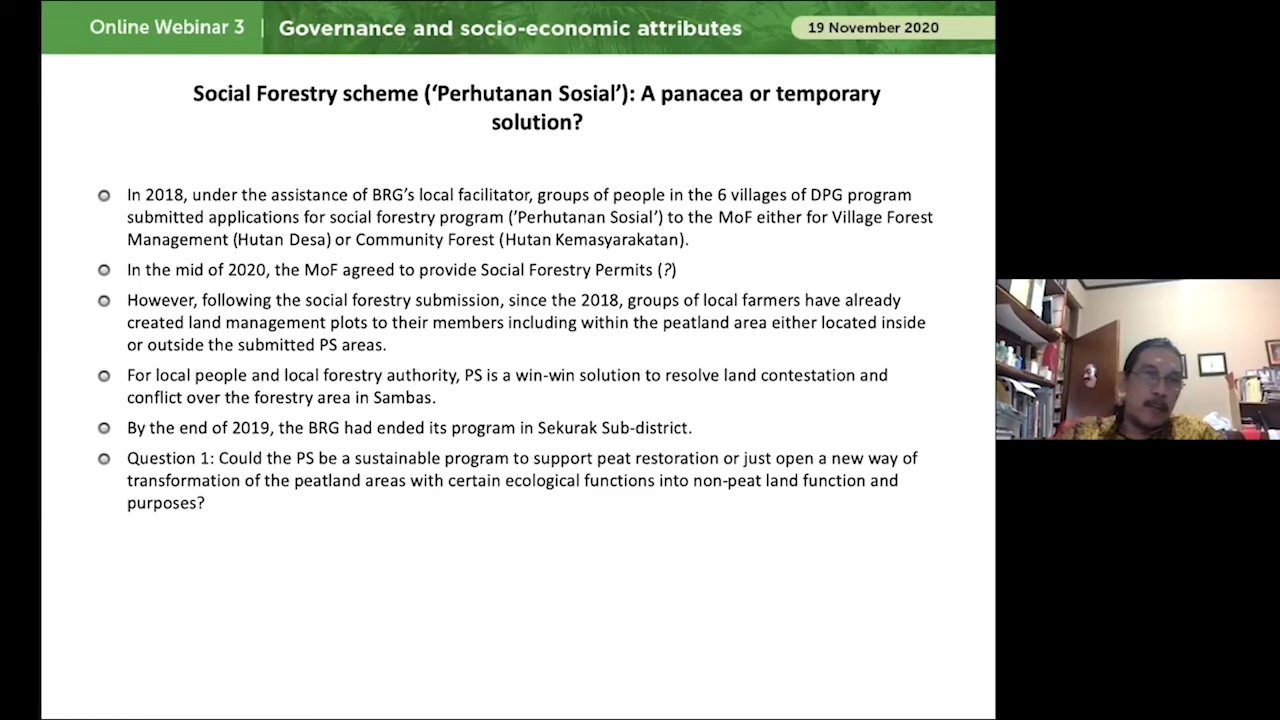 Online Webinar 3 | Governance and socio-economic attributes 19 November 2020
Social Forestry scheme (‘Perhutanan Sosial’): A panacea or temporary
solution?
In 2018, under the assistance of BRG’s local facilitator, groups of people in the 6 villages of DPG program
submitted applications for social forestry program (’Perhutanan Sosial’) to the MoF either for Village Forest
Management (Hutan Desa) or Community Forest (Hutan Kemasyarakatan).
In the mid of 2020, the MoF agreed to provide Social Forestry Permits (?)
However, following the social forestry submission, since the 2018, groups of local farmers have already
created land management plots to their members including within the peatland area either located inside
or outside the submitted PS areas.
For local people and local forestry authority, PS is a win-win solution to resolve land contestation and
conflict over the forestry area in Sambas.
By the end of 2019, the BRG had ended its program in Sekurak Sub-district.
Question 1: Could the PS be a sustainable program to support peat restoration or just open a new way of
transformation of the peatland areas with certain ecological functions into non-peat land function and
purposes?